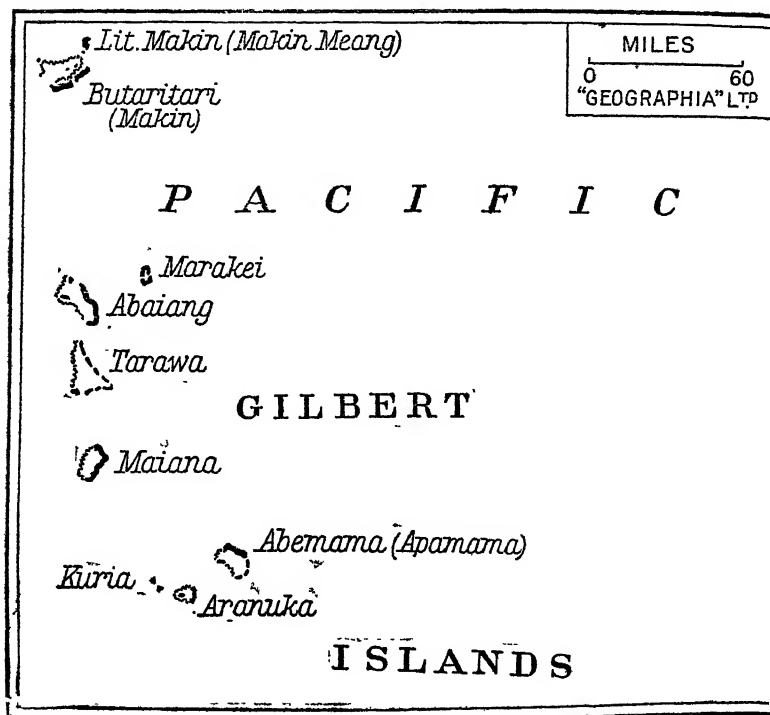 Lit. Makin (Makin Meang)
MILES
0 60
"GEOGRAPHIA" LTD
Butaritari
(Makin)
PACIFIC
Marakei
Abaiang
Tarawa
GILBERT
Maiana
Abemama (Apamama)
Kuria
Aranuka
ISLANDS